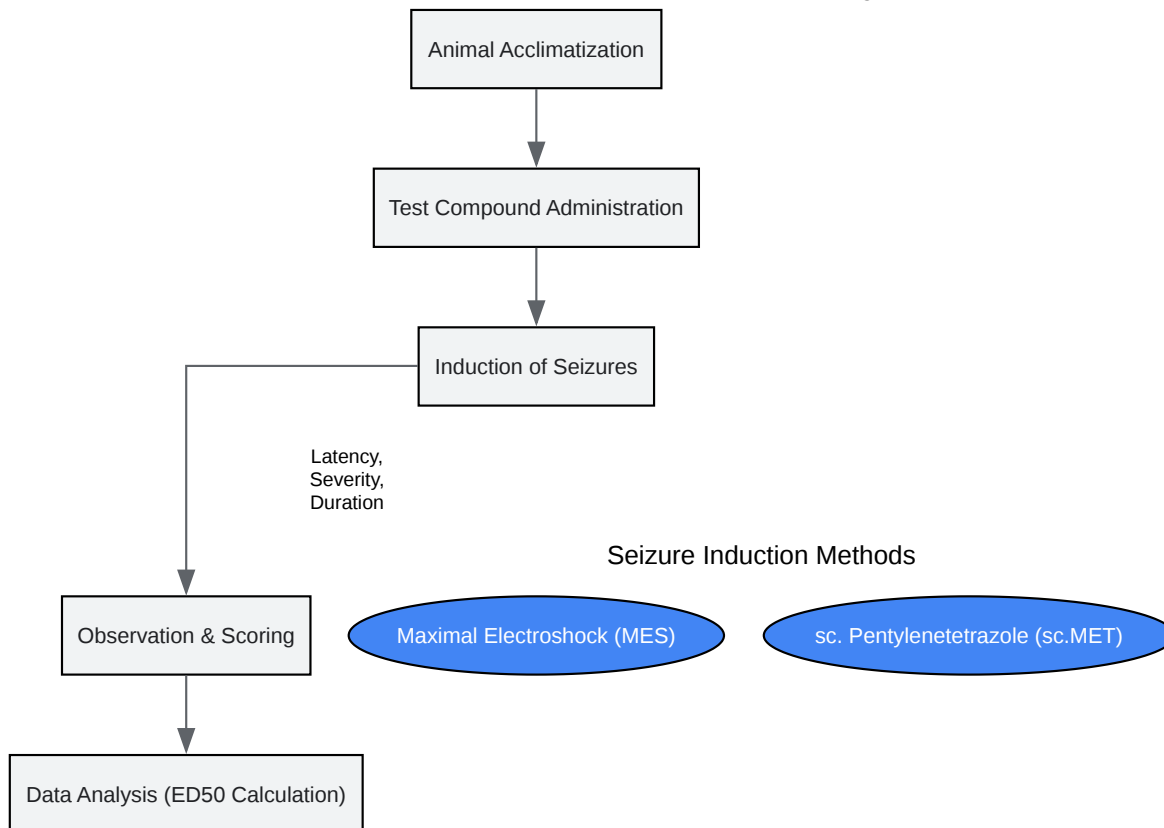 Animal Acclimatization
Test Compound Administration
Induction of Seizures
Latency,
Severity,
Duration
Seizure Induction Methods
Observation & Scoring
Maximal Electroshock (MES)
sc. Pentylenetetrazole (sc.MET)
Data Analysis (ED50 Calculation)